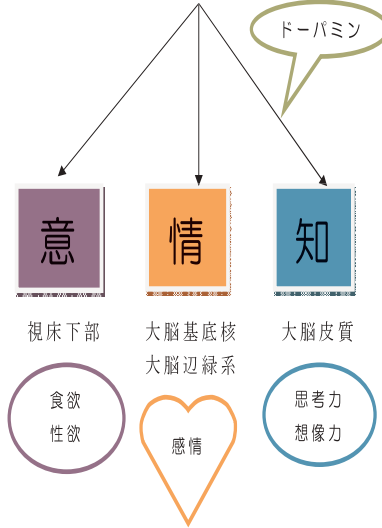 ドーパミン
意
情
知
視床下部
大脳基底核
大脳辺縁系
大脳皮質
食欲
性欲
感情
思考力
想像力